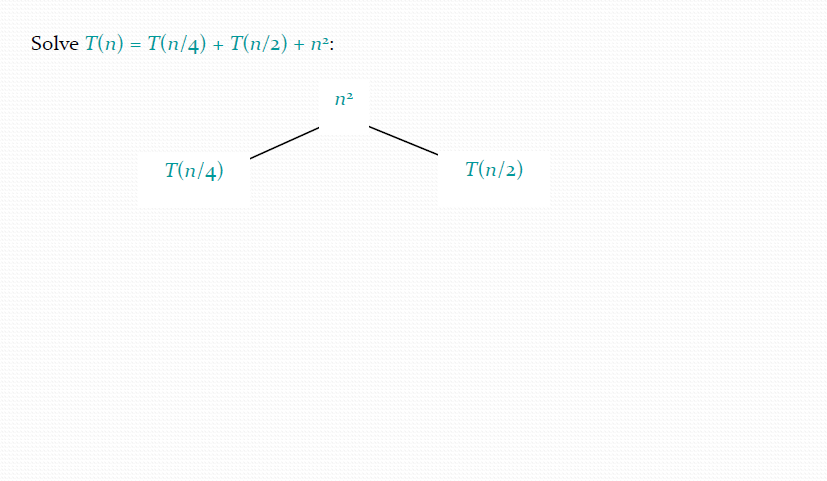 Solve T(n) = T(n/4) + T(n/2) + n²:
n²
T(n/4)
T(n/2)